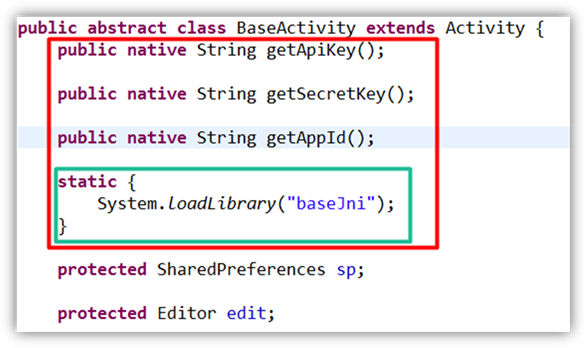 public abstract class BaseActivity extends Activity {
public native String getApiKey();
public native String getSecretKey();
public native String getAppId();
static {
System.loadLibrary("baseJni");
}
protected SharedPreferences sp;
protected Editor edit;